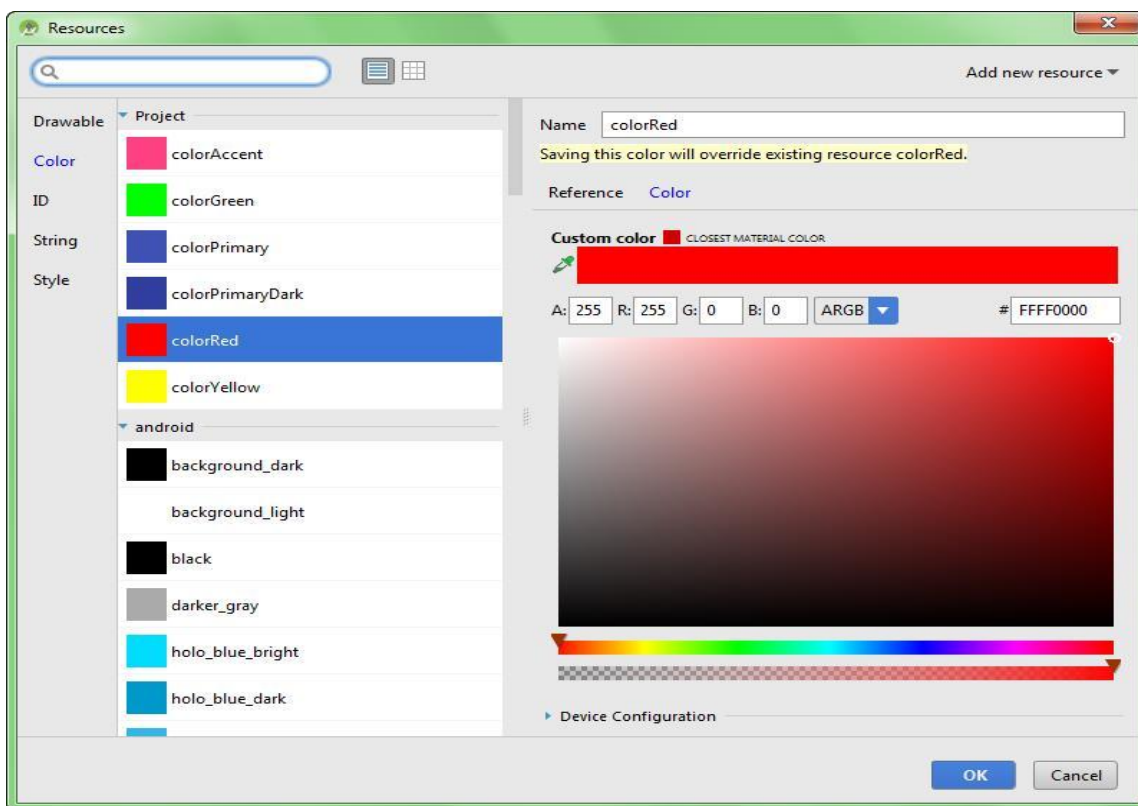 Resources
Add new resource
Drawable
Color
ID
String
Style
Project
colorAccent
colorGreen
colorPrimary
colorPrimaryDark
colorRed
colorYellow
android
background_dark
background_light
black
darker_gray
holo_blue_bright
holo_blue_dark
Name colorRed
Saving this color will override existing resource colorRed.
Reference Color
Custom color CLOSEST MATERIAL COLOR
A: 255 R: 255 G: 0 B: 0 ARGB # FFFF0000
Device Configuration
OK Cancel